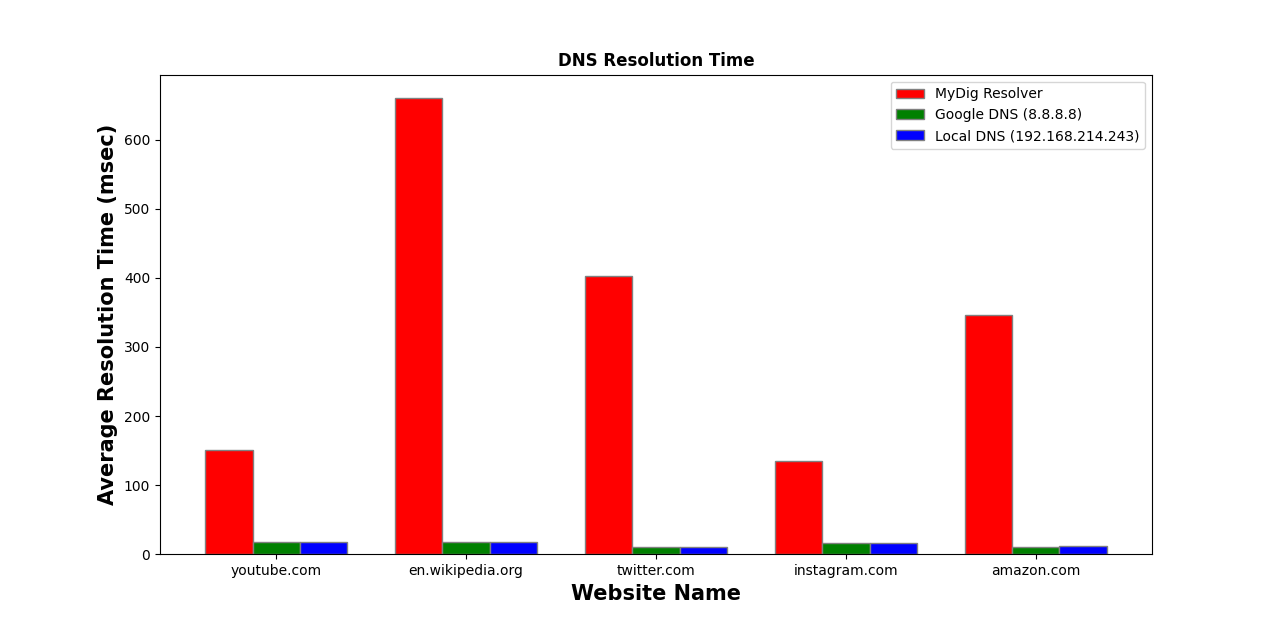 DNS Resolution Time
MyDig Resolver
Google DNS (8.8.8.8)
Local DNS (192.168.214.243)
Average Resolution Time (msec)
600
500
400
300
200
100
0
youtube.com en.wikipedia.org twitter.com instagram.com amazon.com
Website Name